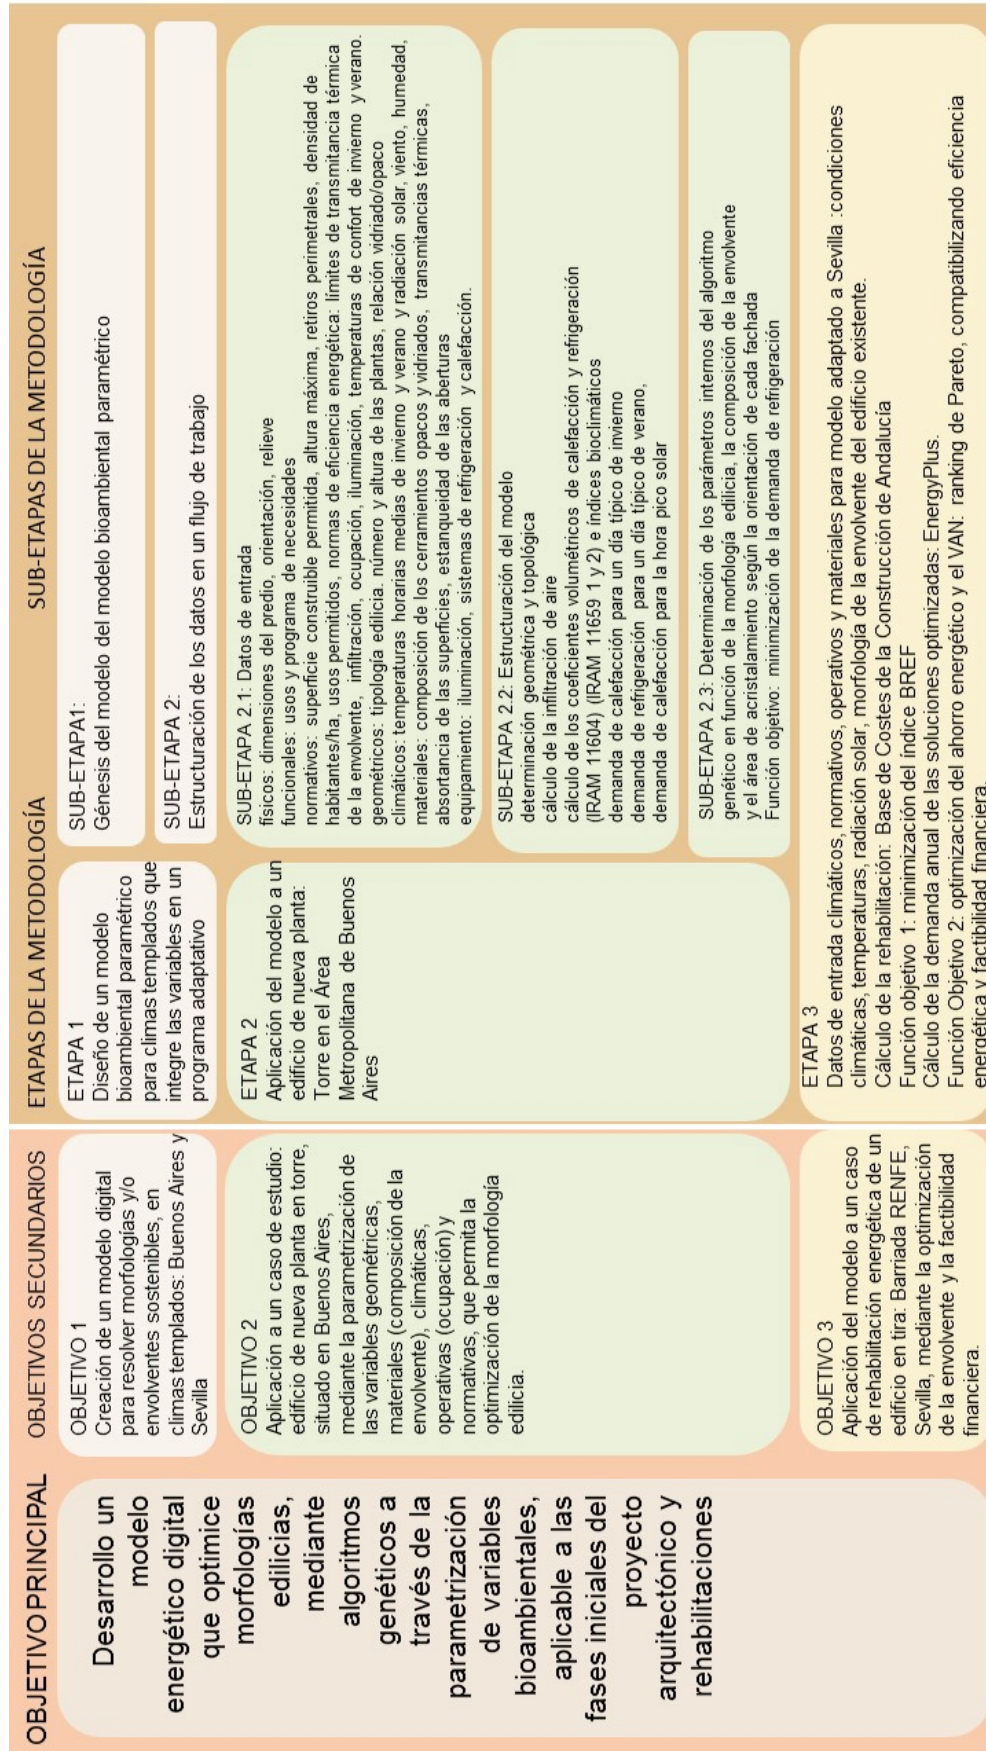 OBJETIVO PRINCIPAL
Desarrollo un
modelo
energético digital
que optimice
morfologías
edilicias,
mediante
algoritmos
genéticos a
través de la
parametrización
de variables
bioambientales,
aplicable a las
fases iniciales del
proyecto
arquitectónico y
rehabilitaciones
OBJETIVOS SECUNDARIOS
OBJETIVO 1
Creación de un modelo digital
para resolver morfologías y/o
envolventes sostenibles, en
climas templados: Buenos Aires y
Sevilla
OBJETIVO 2
Aplicación a un caso de estudio:
edificio de nueva planta en torre,
situado en Buenos Aires,
mediante la parametrización de
las variables geométricas,
materiales (composición de la
envolvente), climáticas,
operativas (ocupación) y
normativas, que permita la
optimización de la morfología
edilicia.
OBJETIVO 3
Aplicación del modelo a un caso
de rehabilitación energética de un
edificio en tira: Barriada RENFE,
Sevilla, mediante la optimización
de la envolvente y la factibilidad
financiera.
ETAPAS DE LA METODOLOGÍA
ETAPA 1
Diseño de un modelo
bioambiental paramétrico
para climas templados que
integre las variables en un
programa adaptativo
ETAPA 2
Aplicación del modelo a un
edificio de nueva planta:
Torre en el Área
Metropolitana de Buenos
Aires
SUB-ETAPAS DE LA METODOLOGÍA
SUB-ETAPA1:
Génesis del modelo bioambiental paramétrico
SUB-ETAPA 2:
Estructuración de los datos en un flujo de trabajo
SUB-ETAPA 2.1: Datos de entrada
físicos: dimensiones del predio, orientación, relieve
funcionales: usos y programa de necesidades
normativos: superficie construible permitida, altura máxima, retiros perimetrales, densidad de
habitantes/ha, usos permitidos, normas de eficiencia energética: límites de transmitancia térmica
de la envolvente, infiltración, ocupación, iluminación, temperaturas de confort de invierno y verano.
geométricos: tipología edilicia. número y altura de las plantas, relación vidriado/opaco
climáticos: temperaturas horarias medias de invierno y verano y radiación solar, viento, humedad,
materiales: composición de los cerramientos opacos y vidriados, transmitancias térmicas,
absortancia de las superficies, estanqueidad de las aberturas
equipamiento: iluminación, sistemas de refrigeración y calefacción.
SUB-ETAPA 2.2: Estructuración del modelo
determinación geométrica y topológica
cálculo de la infiltración de aire
cálculo de los coeficientes volumétricos de calefacción y refrigeración
(IRAM 11604) (IRAM 11659 1 y 2) e índices bioclimáticos
demanda de calefacción para un día típico de invierno
demanda de refrigeración para un día típico de verano,
demanda de calefacción para la hora pico solar
SUB-ETAPA 2.3: Determinación de los parámetros internos del algoritmo
genético en función de la morfología edilicia, la composición de la envolvente
y el área de acristalamiento según la orientación de cada fachada
Función objetivo: minimización de la demanda de refrigeración
ETAPA 3
Datos de entrada climáticos, normativos, operativos y materiales para modelo adaptado a Sevilla :condiciones
climáticas, temperaturas, radiación solar, morfología de la envolvente del edificio existente.
Cálculo de la rehabilitación: Base de Costes de la Construcción de Andalucía
Función objetivo 1: minimización del índice BREF
Cálculo de la demanda anual de las soluciones optimizadas: EnergyPlus.
Función Objetivo 2: optimización del ahorro energético y el VAN: ranking de Pareto, compatibilizando eficiencia
energética y factibilidad financiera.